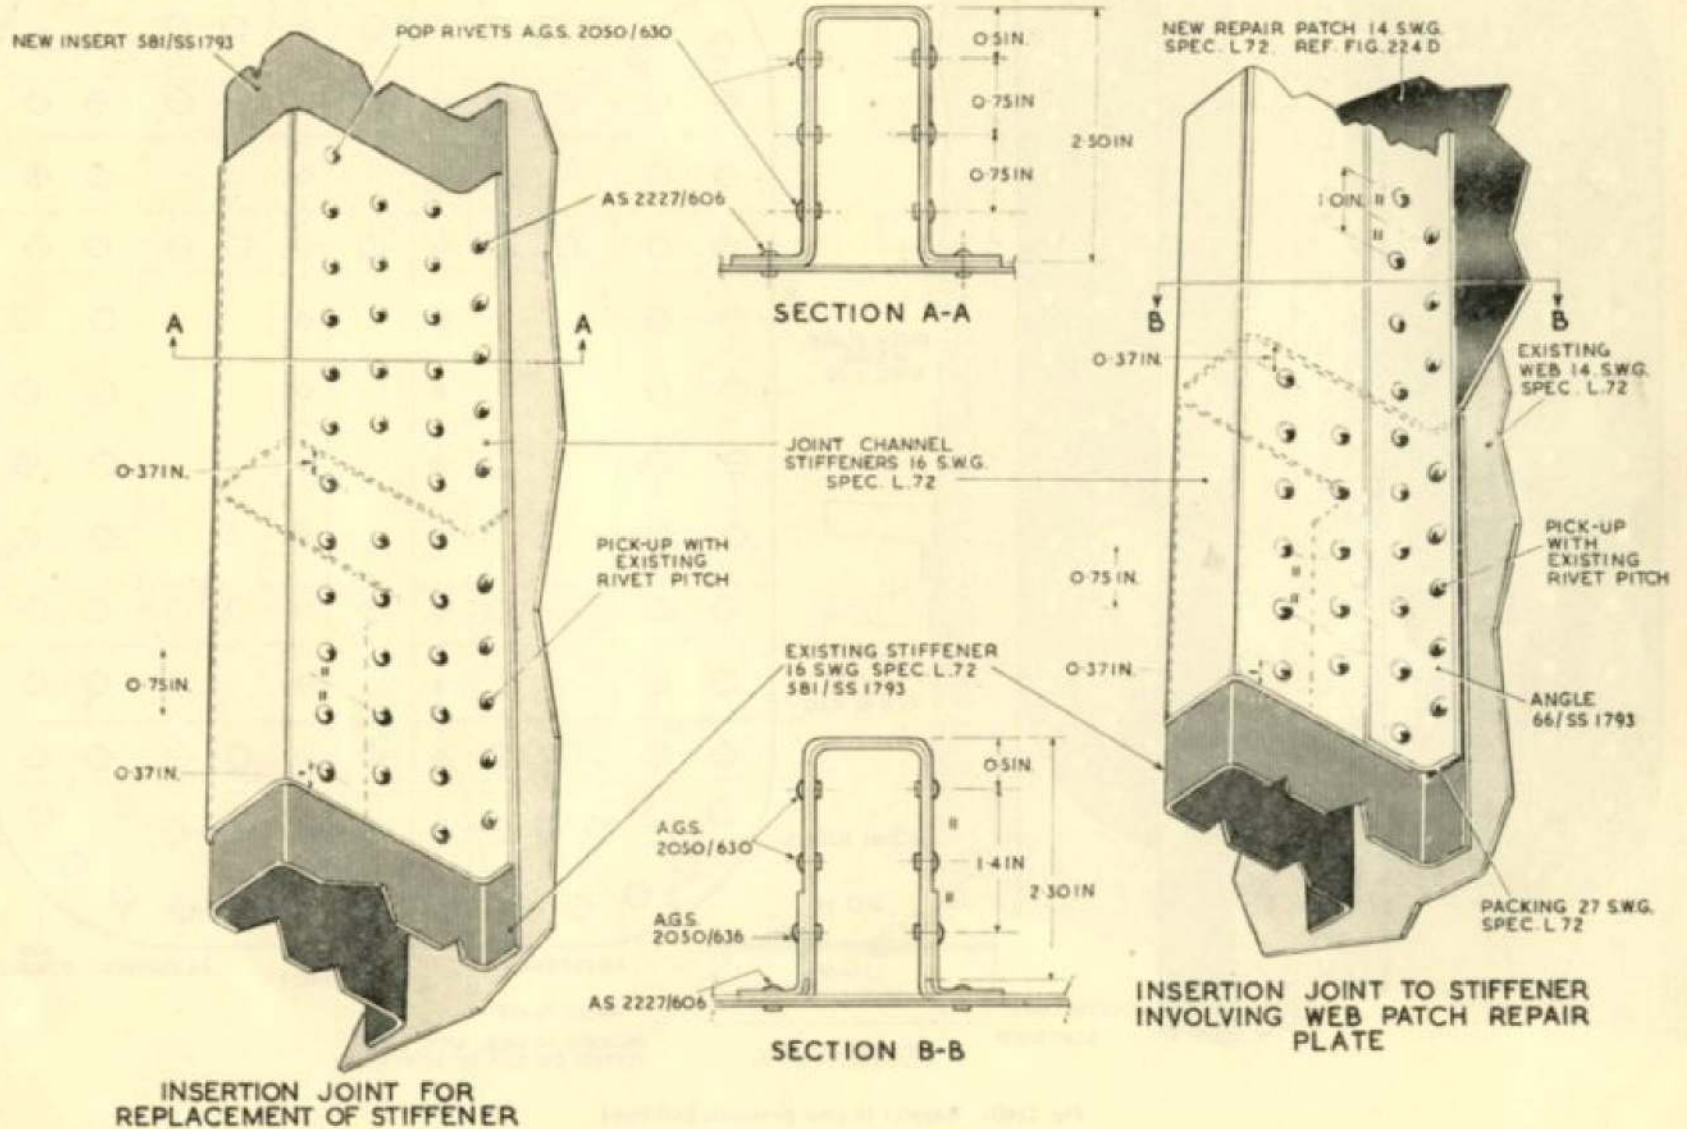 NEW INSERT 581/SS1793
POP RIVETS A.G.S. 2050/630
AS 2227/606
A
A
0·37IN.
0·75IN.
0·37IN.
PICK-UP WITH
EXISTING
RIVET PITCH
INSERTION JOINT FOR
REPLACEMENT OF STIFFENER
0·5IN.
0·75IN
0·75IN
2·50IN
SECTION A-A
JOINT CHANNEL
STIFFENERS 16 S.W.G.
SPEC. L.72
EXISTING STIFFENER
16 SWG SPEC. L.72
581/SS 1793
0·5IN.
1·4IN
2·30IN
A.G.S.
2050/630
A.G.S.
2050/636
AS 2227/606
SECTION B-B
NEW REPAIR PATCH 14 S.W.G.
SPEC. L.72 REF. FIG. 224 D
1·0IN.
B
B
0·37IN.
EXISTING
WEB 14 S.W.G.
SPEC. L.72
0·75IN.
PICK-UP
WITH
EXISTING
RIVET PITCH
0·37IN.
ANGLE
66/SS 1793
PACKING 27 S.W.G.
SPEC. L 72
INSERTION JOINT TO STIFFENER
INVOLVING WEB PATCH REPAIR
PLATE